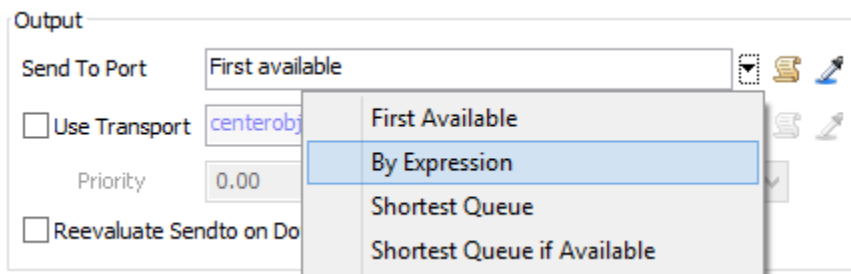 Output
Send To Port First available
Use Transport centerobj
First Available
By Expression
Priority 0.00
Shortest Queue
Reevaluate Sendto on Do
Shortest Queue if Available